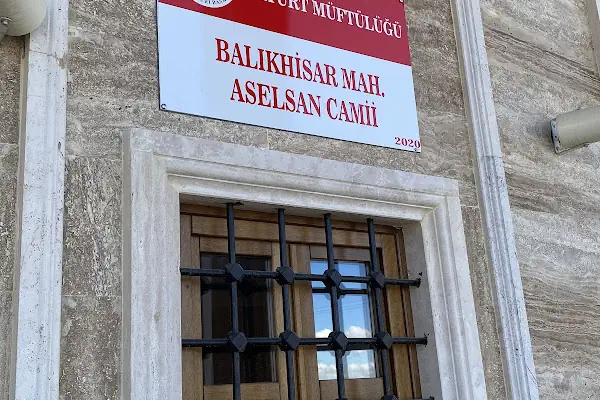 MÜFTÜLÜĞÜ
BALIKHİSAR MAH.
ASELSAN CAMİİ
2020